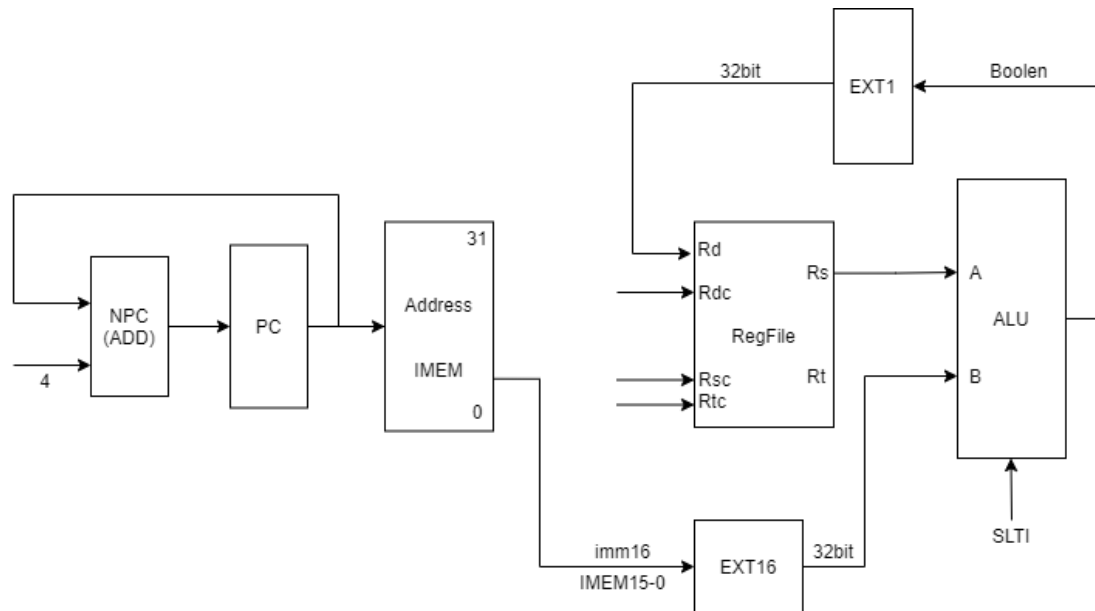 32bit
EXT1
Boolen
NPC
(ADD)
4
PC
31
Address
IMEM
0
Rd
Rdc
Rs
RegFile
Rsc
Rtc
Rt
A
ALU
B
SLTI
imm16
IMEM15-0
EXT16
32bit